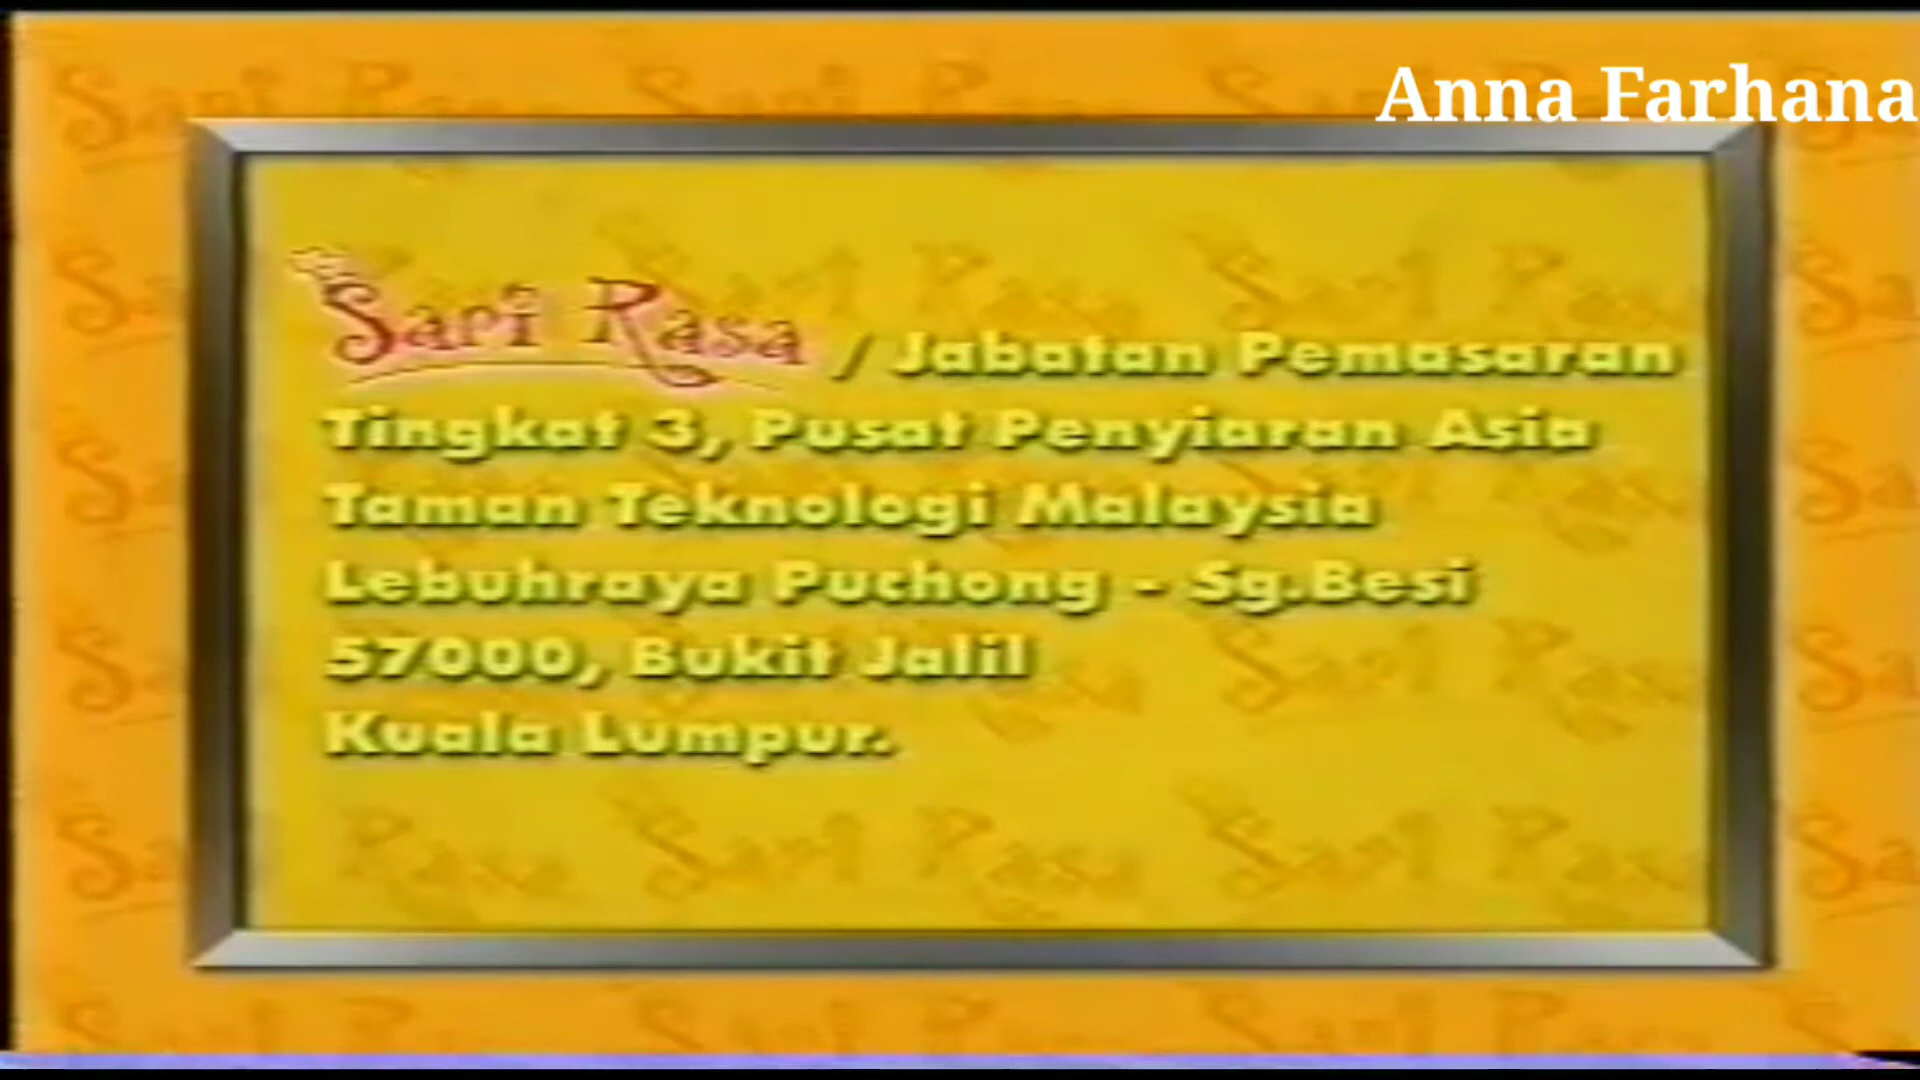 Anna Farhana
Sari Rasa / Jabatan Pemasaran
Tingkat 3, Pusat Penyiaran Asia
Taman Teknologi Malaysia
Lebuhraya Puchong - Sg.Besi
57000, Bukit Jalil
Kuala Lumpur.